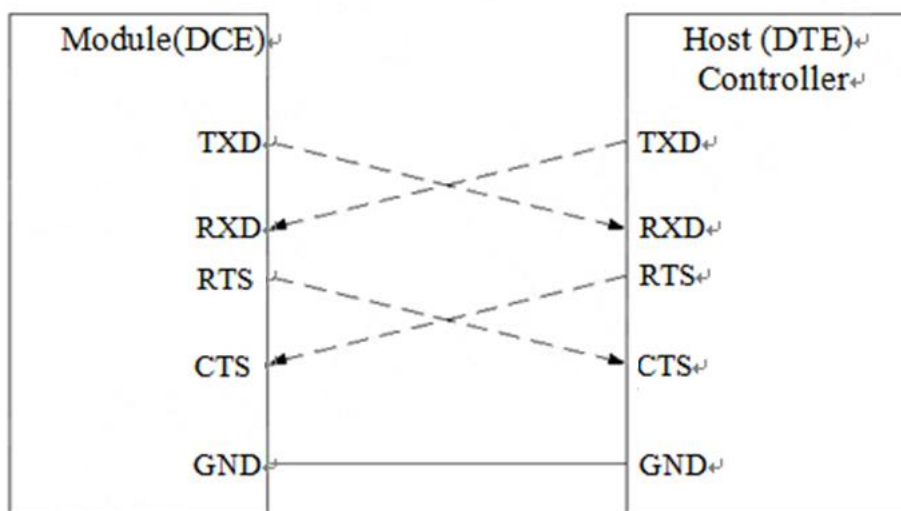 Module(DCE)
Host (DTE)
Controller
TXD
TXD
RXD
RXD
RTS
RTS
CTS
CTS
GND
GND